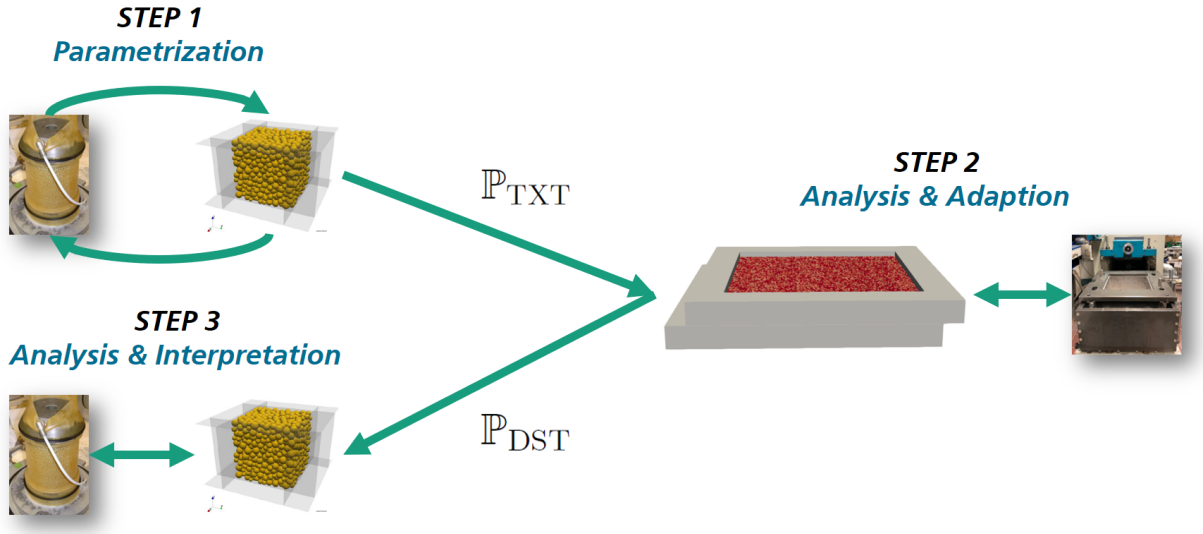 STEP 1
Parametrization
ℙTXT
STEP 2
Analysis & Adaption
STEP 3
Analysis & Interpretation
ℙDST